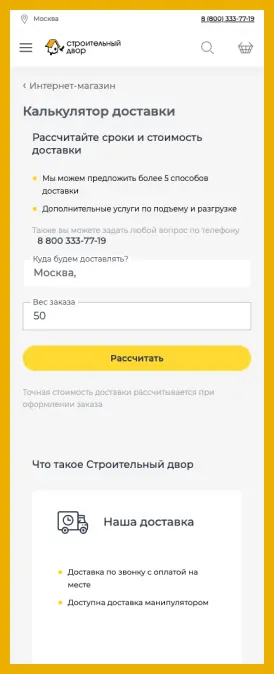 Москва
8 (800) 333-77-19
строительный
двор
‹ Интернет-магазин
Калькулятор доставки
Рассчитайте сроки и стоимость
доставки
Мы можем предложить более 5 способов
доставки
Дополнительные услуги по подъему и разгрузке
Также вы можете задать любой вопрос по телефону
8 800 333-77-19
Куда будем доставлять?
Москва,
Вес заказа
50
Рассчитать
Точная стоимость доставки рассчитывается при
оформлении заказа
Что такое Строительный двор
Наша доставка
Доставка по звонку с оплатой на
месте
Доступна доставка манипулятором